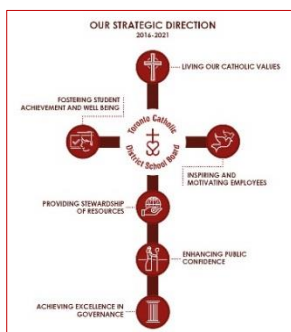 OUR STRATEGIC DIRECTION
2016-2021
LIVING OUR CATHOLIC VALUES
FOSTERING STUDENT
ACHIEVEMENT AND WELL BEING
Toronto Catholic
District School Board
INSPIRING AND
MOTIVATING EMPLOYEES
PROVIDING STEWARDSHIP
OF RESOURCES
ENHANCING PUBLIC
CONFIDENCE
ACHIEVING EXCELLENCE IN
GOVERNANCE